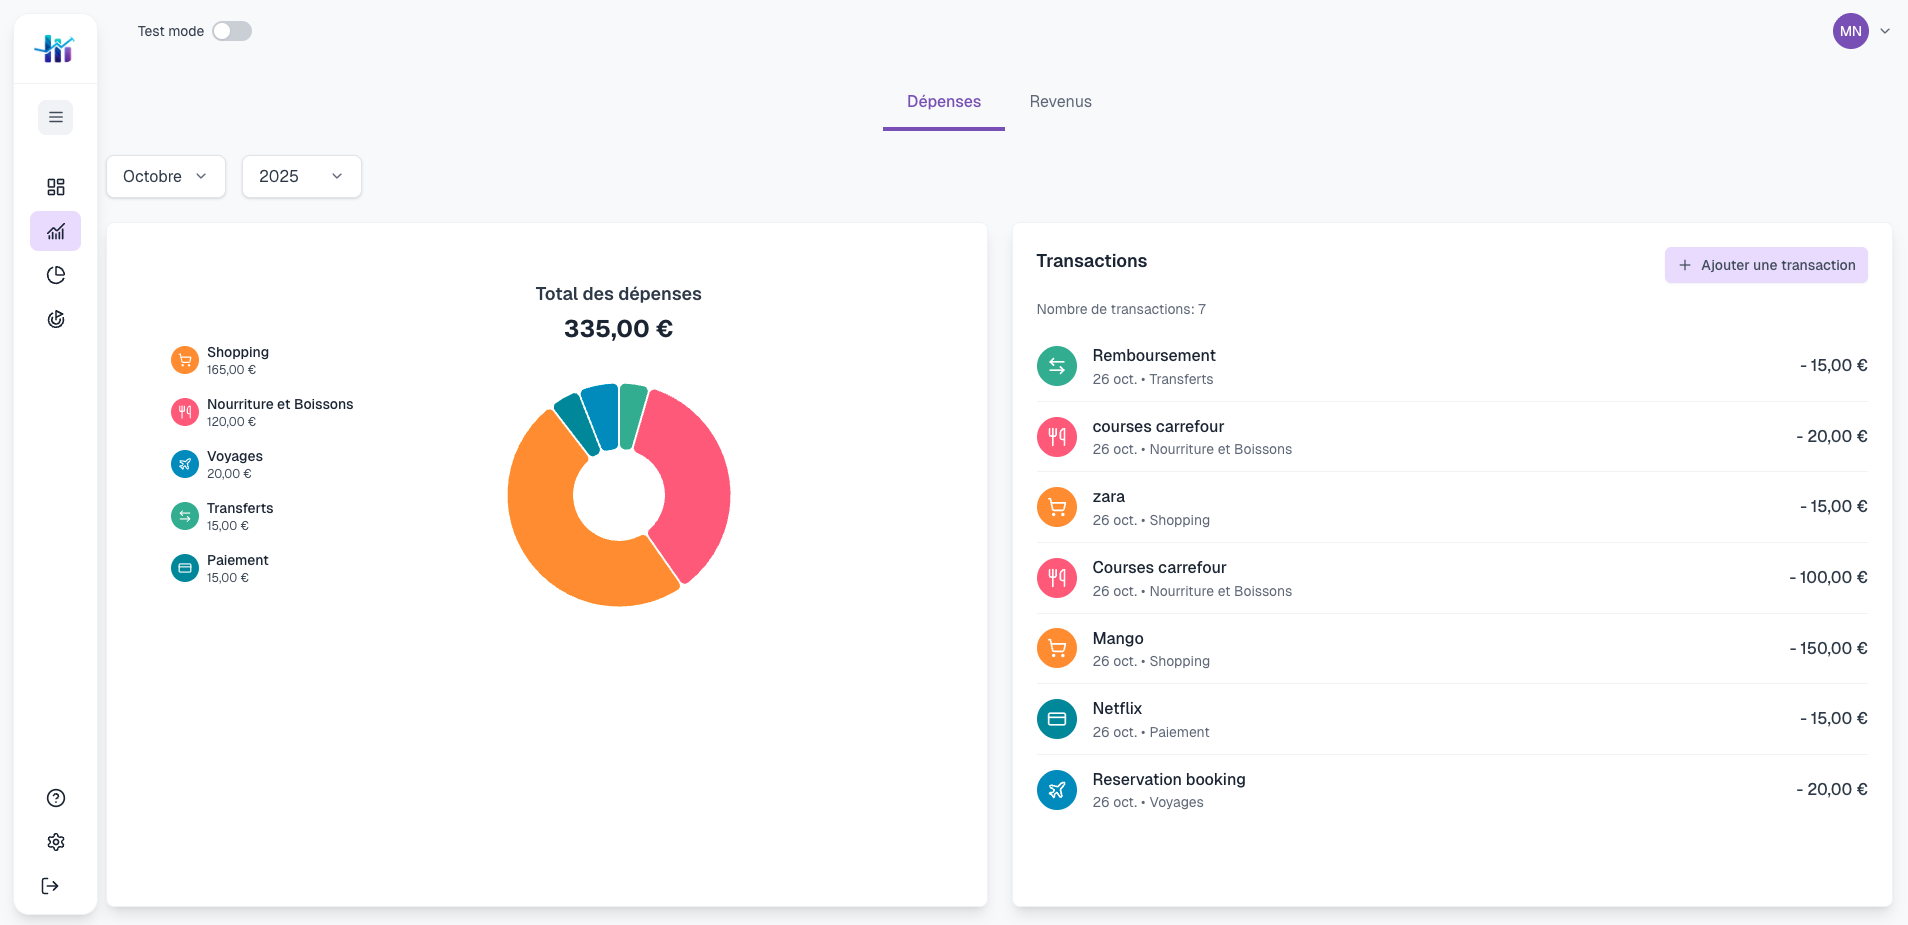 Test mode
MN
Dépenses
Revenus
Octobre
2025
Total des dépenses
335,00 €
Shopping
165,00 €
Nourriture et Boissons
120,00 €
Voyages
20,00 €
Transferts
15,00 €
Paiement
15,00 €
Transactions
Ajouter une transaction
Nombre de transactions: 7
Remboursement
26 oct. • Transferts
- 15,00 €
courses carrefour
26 oct. • Nourriture et Boissons
- 20,00 €
zara
26 oct. • Shopping
- 15,00 €
Courses carrefour
26 oct. • Nourriture et Boissons
- 100,00 €
Mango
26 oct. • Shopping
- 150,00 €
Netflix
26 oct. • Paiement
- 15,00 €
Reservation booking
26 oct. • Voyages
- 20,00 €